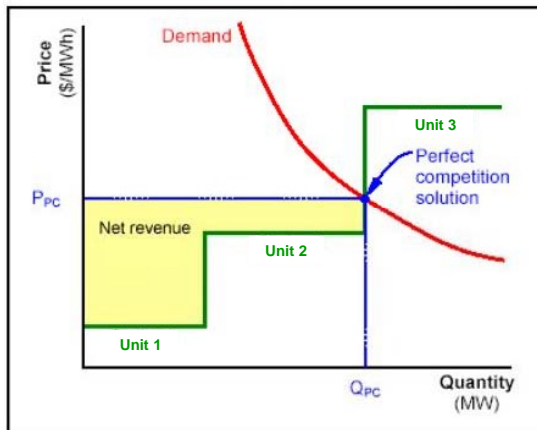 Price
($/MWh)
Demand
Unit 3
Perfect
competition
solution
PPC
Net revenue
Unit 2
Unit 1
QPC
Quantity
(MW)